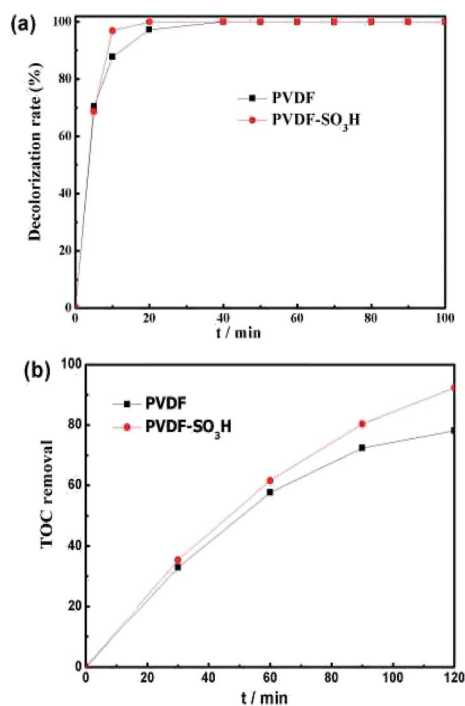 (a)
100
80
60
40
20
0
Decolorization rate (%)
PVDF
PVDF-SO₃H
0 20 40 60 80 100
t / min
(b)
100
80
60
40
20
0
TOC removal
PVDF
PVDF-SO₃H
0 20 40 60 80 100 120
t / min